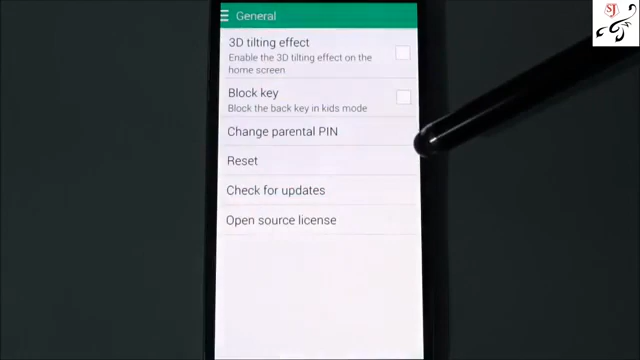 SJ
General
3D tilting effect
Enable the 3D tilting effect on the
home screen
Block key
Block the back key in kids mode
Change parental PIN
Reset
Check for updates
Open source license